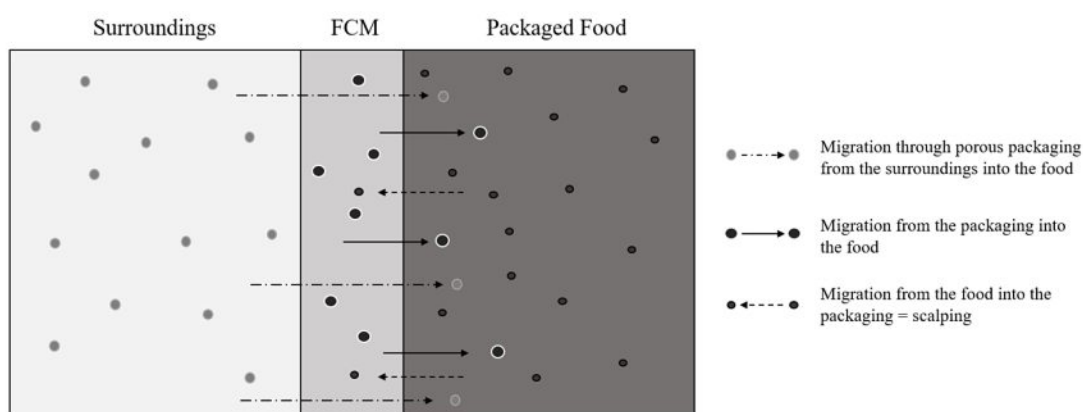 Surroundings
FCM
Packaged Food
Migration through porous packaging
from the surroundings into the food
Migration from the packaging into
the food
Migration from the food into the
packaging = scalping